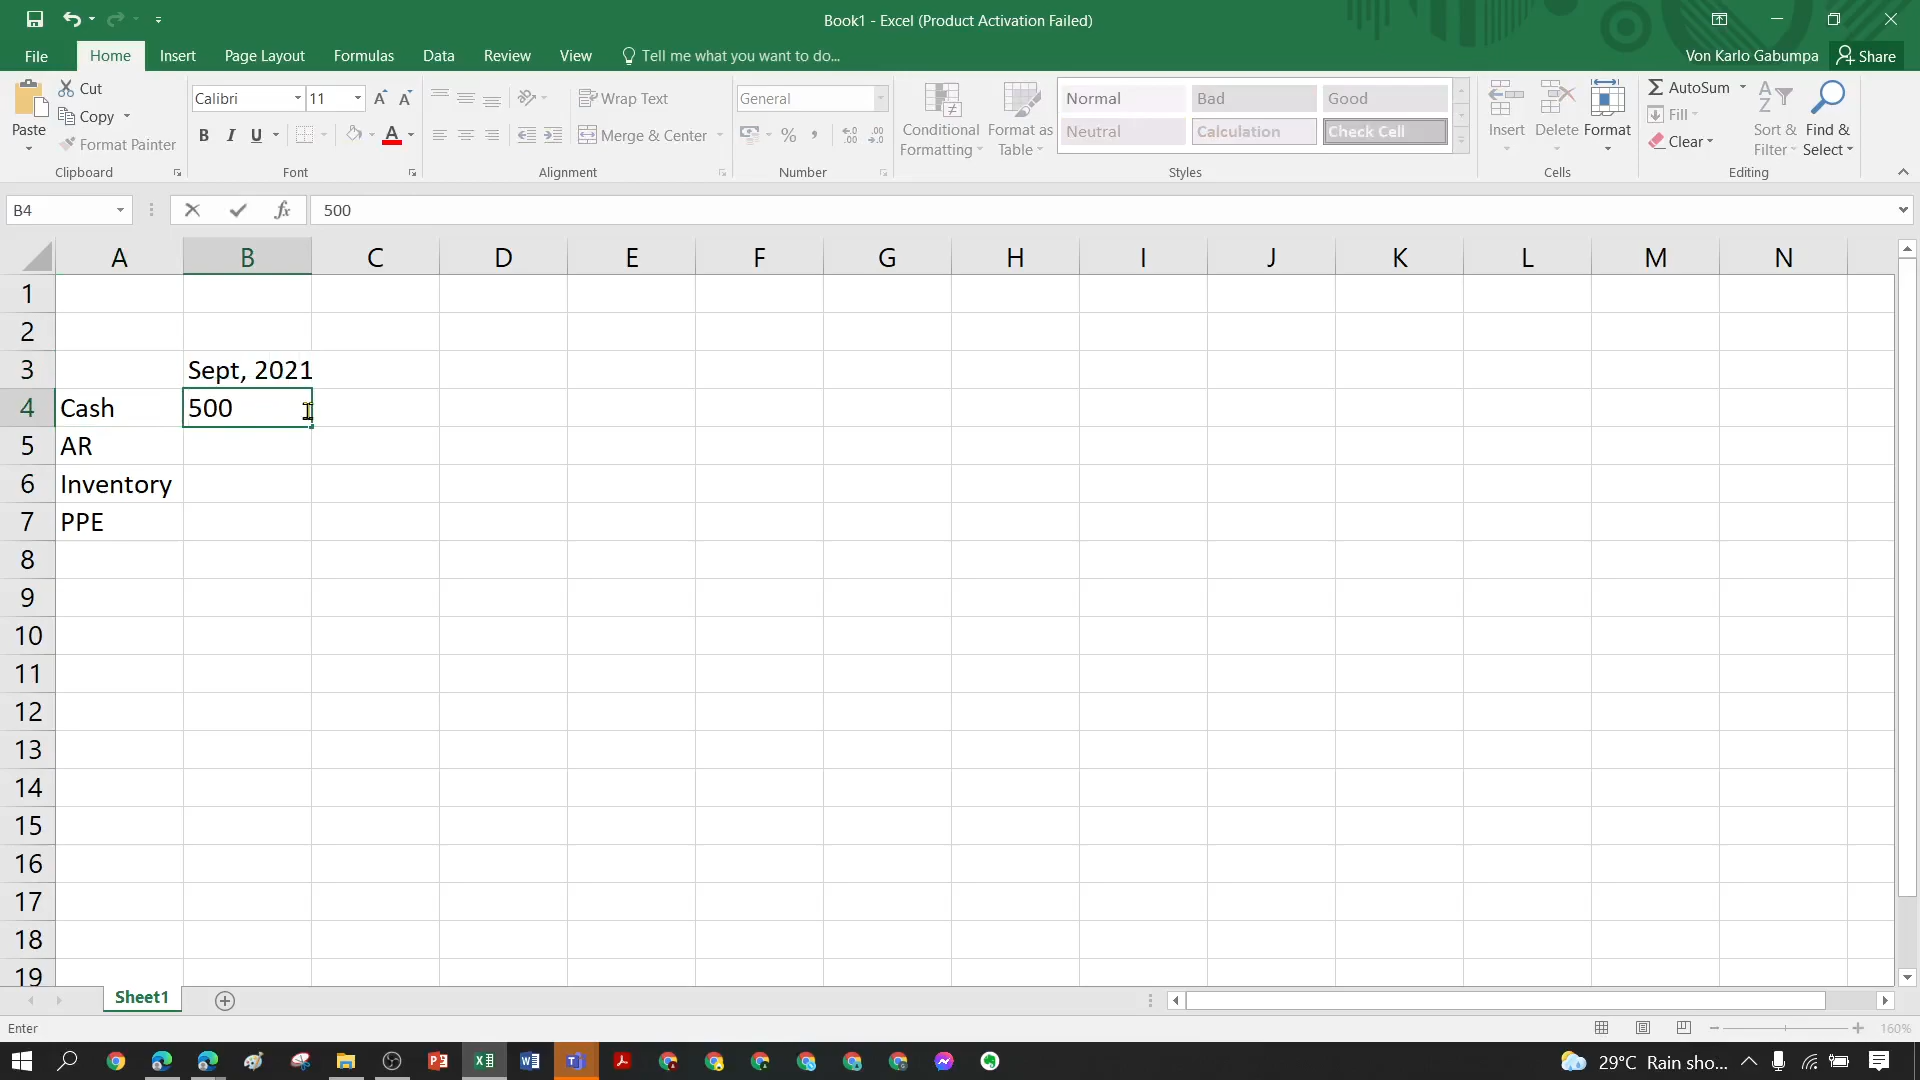 Book1 - Excel (Product Activation Failed)
File Home Insert Page Layout Formulas Data Review View Tell me what you want to do... Von Karlo Gabumpa Share
Paste Cut Copy Format Painter Clipboard
Calibri 11 A A B I U A Font
Wrap Text Merge & Center Alignment
General % , Number
Conditional Formatting Format as Table
Normal Bad Good
Neutral Calculation Check Cell
Styles
Insert Delete Format Cells
AutoSum Fill Clear Sort & Filter Find & Select Editing
B4 fx 500
A B C D E F G H I J K L M N
1
2
3 Sept, 2021
4 Cash 500
5 AR
6 Inventory
7 PPE
8
9
10
11
12
13
14
15
16
17
18
19
Sheet1
Enter 160%
29°C Rain sho...